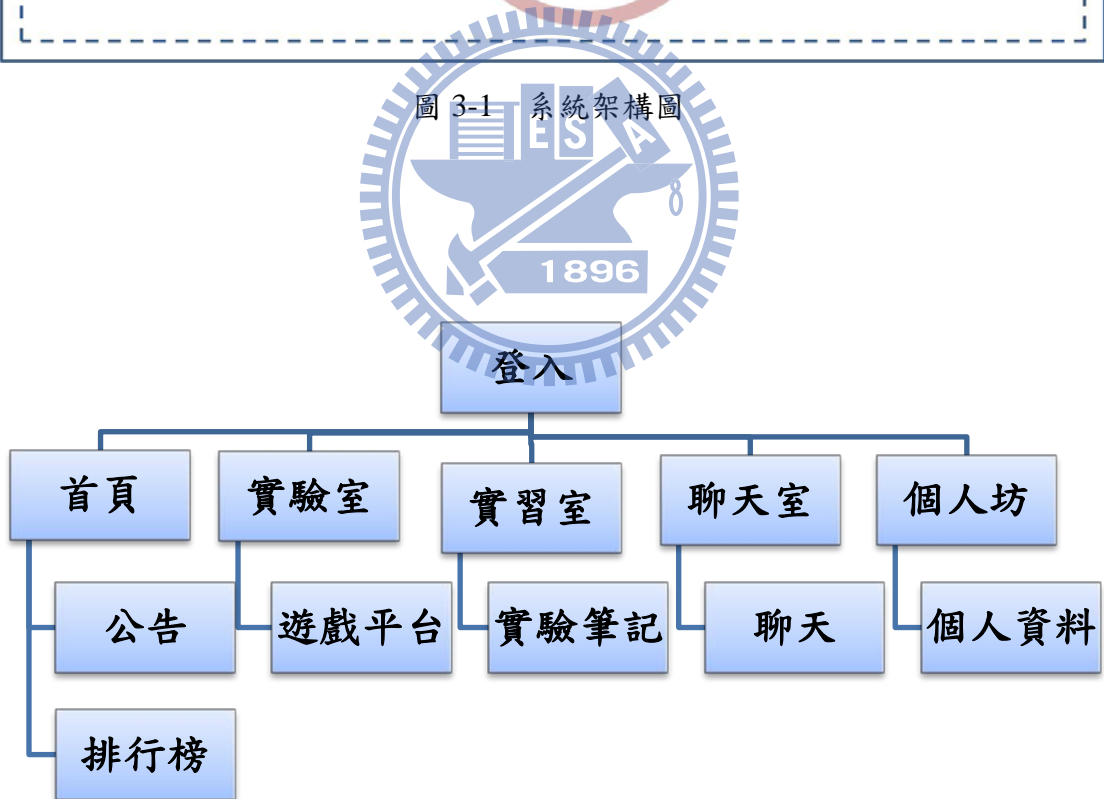 圖 3-1 系統架構圖
ESA
1896
登入
首頁 實驗室 實習室 聊天室 個人坊
公告 遊戲平台 實驗筆記 聊天 個人資料
排行榜